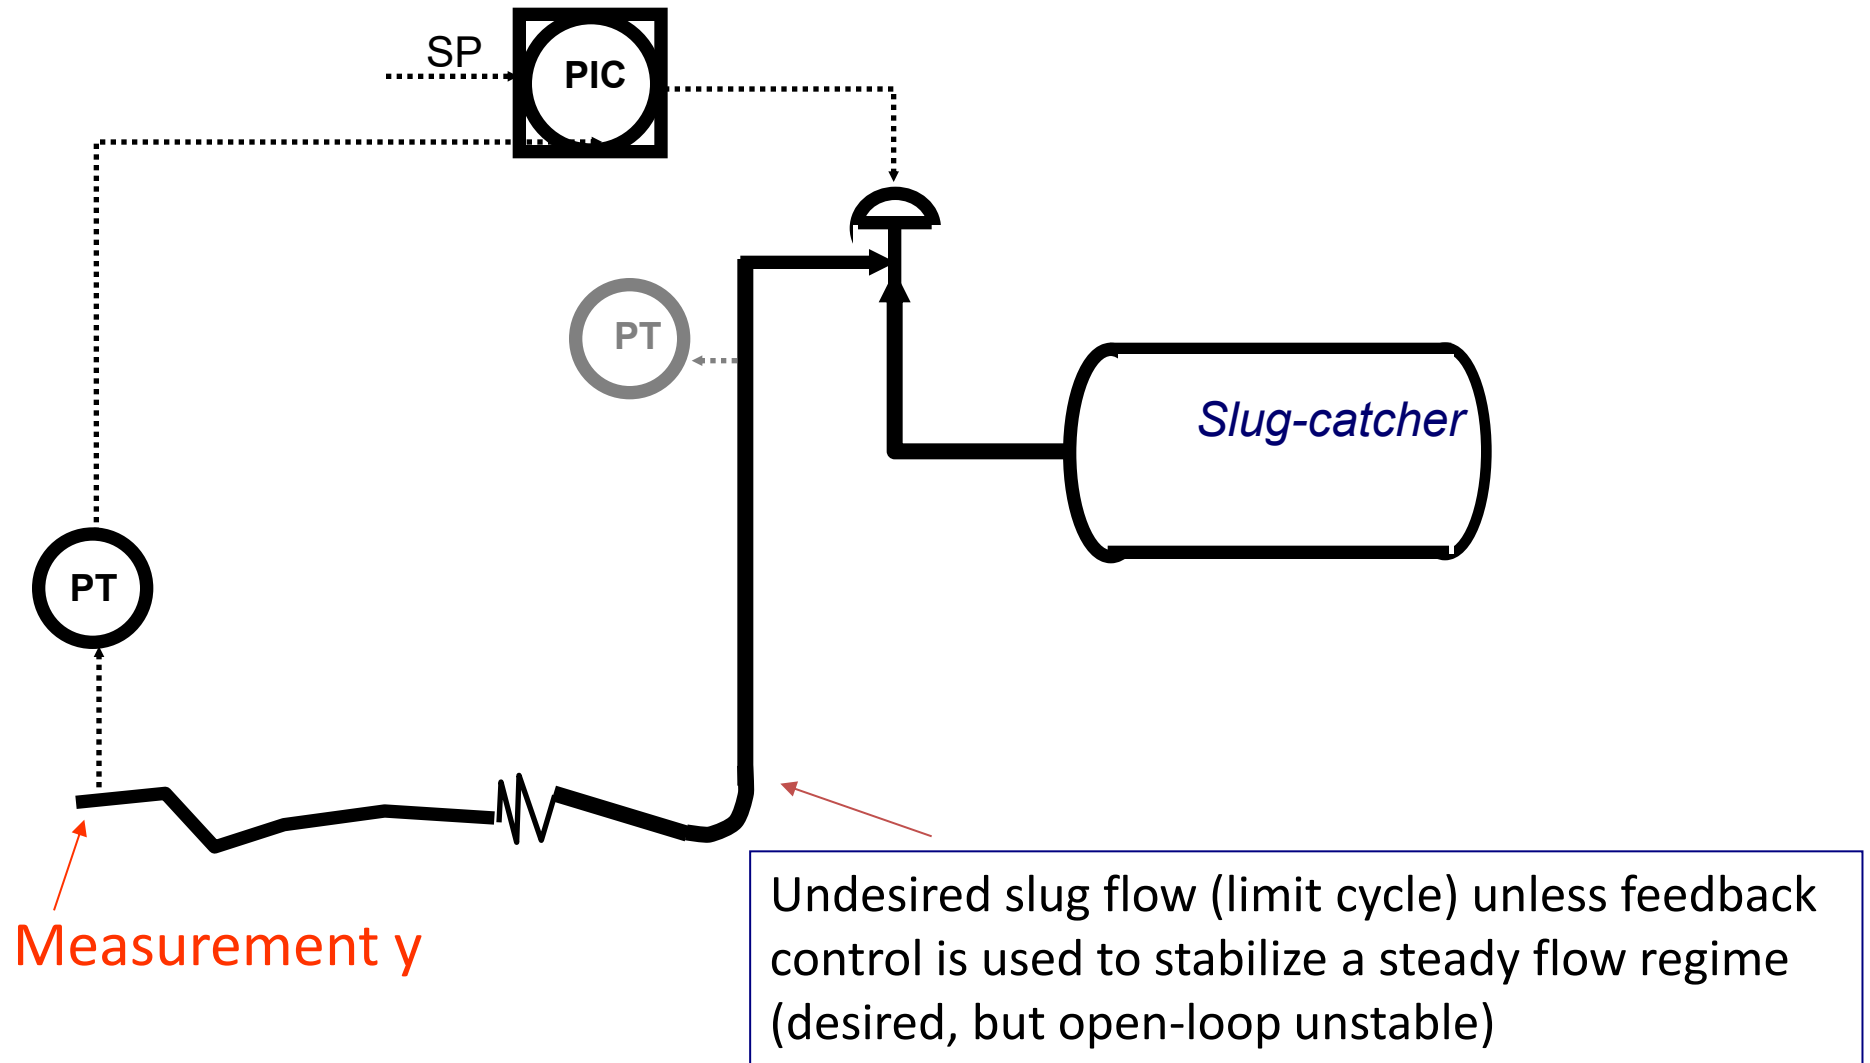 SP
PIC
PT
Slug-catcher
PT
Measurement y
Undesired slug flow (limit cycle) unless feedback
control is used to stabilize a steady flow regime
(desired, but open-loop unstable)